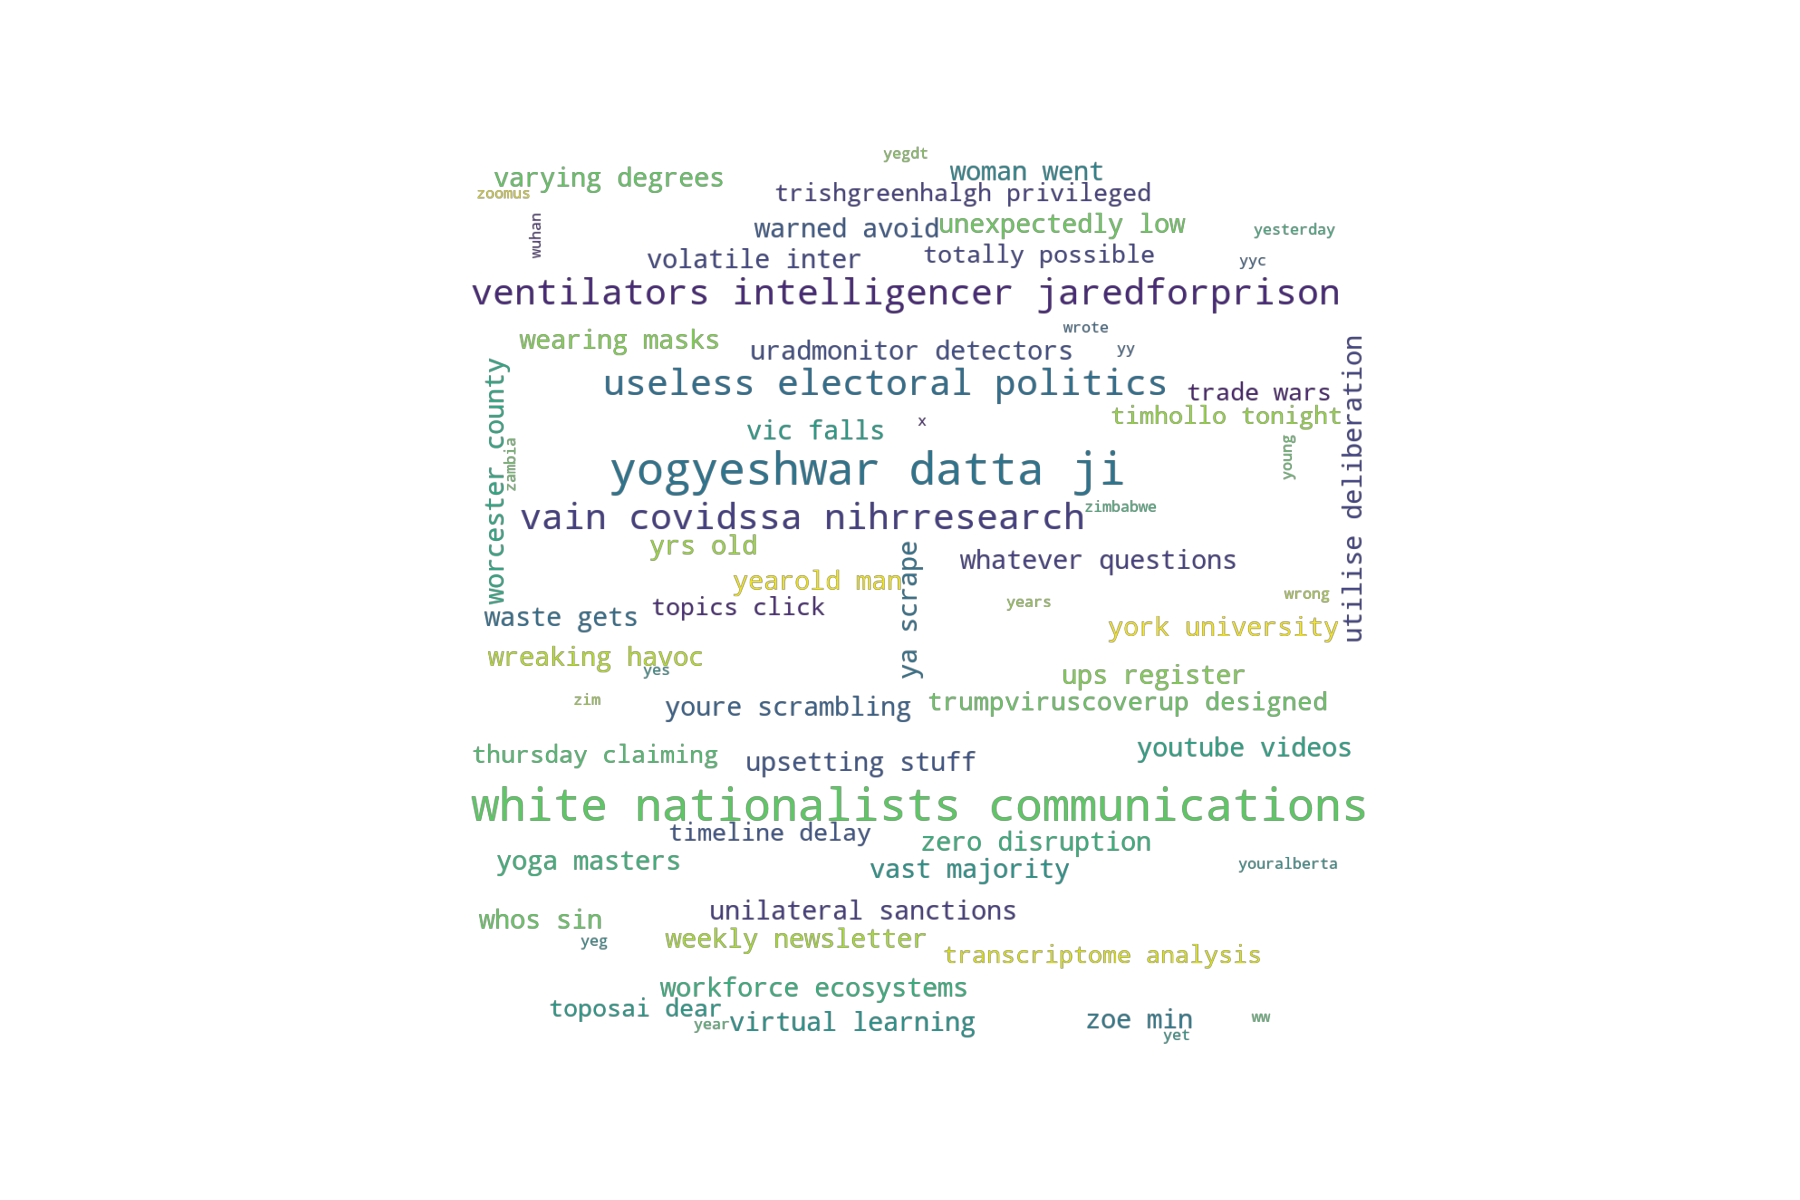 yegdt
varying degrees
woman went
zoomus
trishgreenhalgh privileged
wuhan
warned avoid
unexpectedly low
yesterday
volatile inter
totally possible
yyc
ventilators intelligencer jaredforprison
wrote
wearing masks
uradmonitor detectors
yy
useless electoral politics
trade wars
utilise deliberation
worcester county
timhollo tonight
vic falls
x
zambia
young
yogyeshwar datta ji
vain covidssa nihrresearch
zimbabwe
yrs old
ya scrape
whatever questions
yearold man
years
wrong
topics click
waste gets
york university
wreaking havoc
yes
ups register
zim
youre scrambling
trumpviruscoverup designed
thursday claiming
upsetting stuff
youtube videos
white nationalists communications
timeline delay
zero disruption
yoga masters
vast majority
youralberta
unilateral sanctions
whos sin
yeg
weekly newsletter
transcriptome analysis
workforce ecosystems
toposai dear
year
virtual learning
zoe min
ww
yet